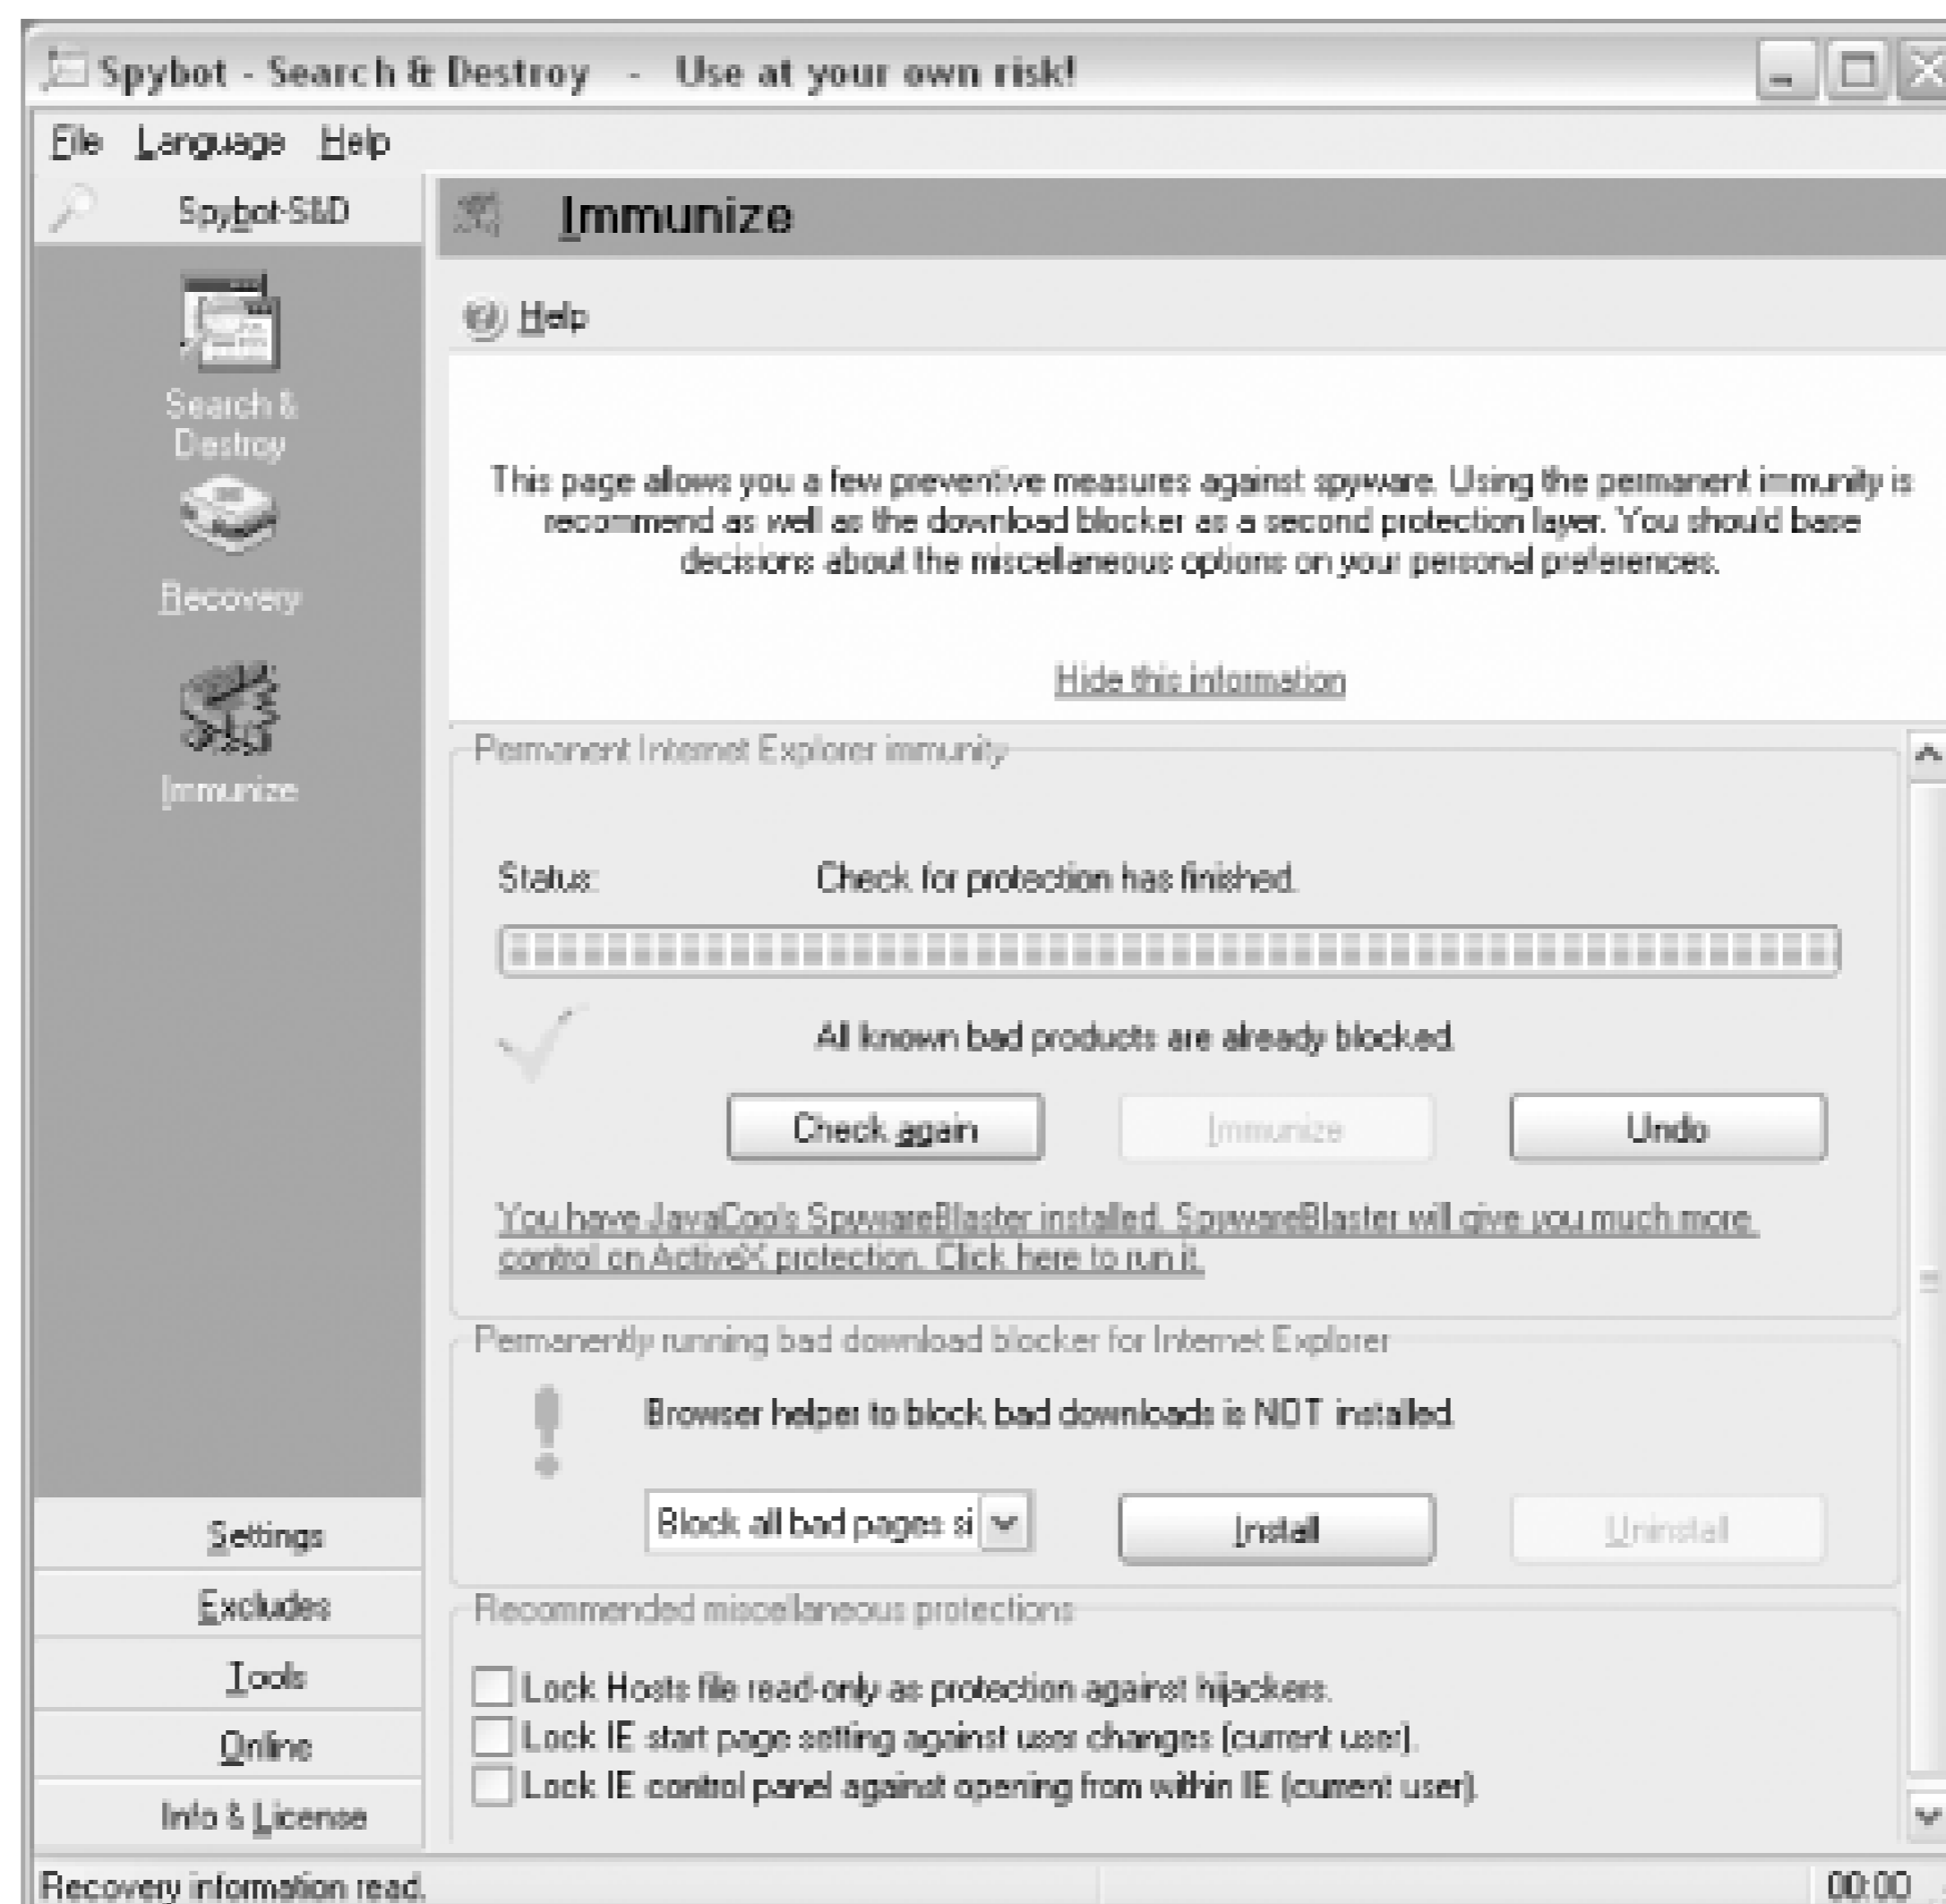 Spybot - Search & Destroy - Use at your own risk!
File Language Help
Spybot-S&D
Search &
Destroy
Recovery
Immunize
Settings
Excludes
Tools
Online
Info & License
Immunize
Help
This page allows you a few preventive measures against spyware. Using the permanent immunity is
recommend as well as the download blocker as a second protection layer. You should base
decisions about the miscellaneous options on your personal preferences.
Hide this information
Permanent Internet Explorer immunity
Status: Check for protection has finished.
All known bad products are already blocked.
Check again Immunize Undo
You have JavaCools SpywareBlaster installed. SpywareBlaster will give you much more
control on ActiveX protection. Click here to run it.
Permanently running bad download blocker for Internet Explorer
Browser helper to block bad downloads is NOT installed.
Block all bad pages si Install Uninstall
Recommended miscellaneous protections
Lock Hosts file read-only as protection against hijackers.
Lock IE start page setting against user changes (current user).
Lock IE control panel against opening from within IE (current user).
Recovery information read. 00:00